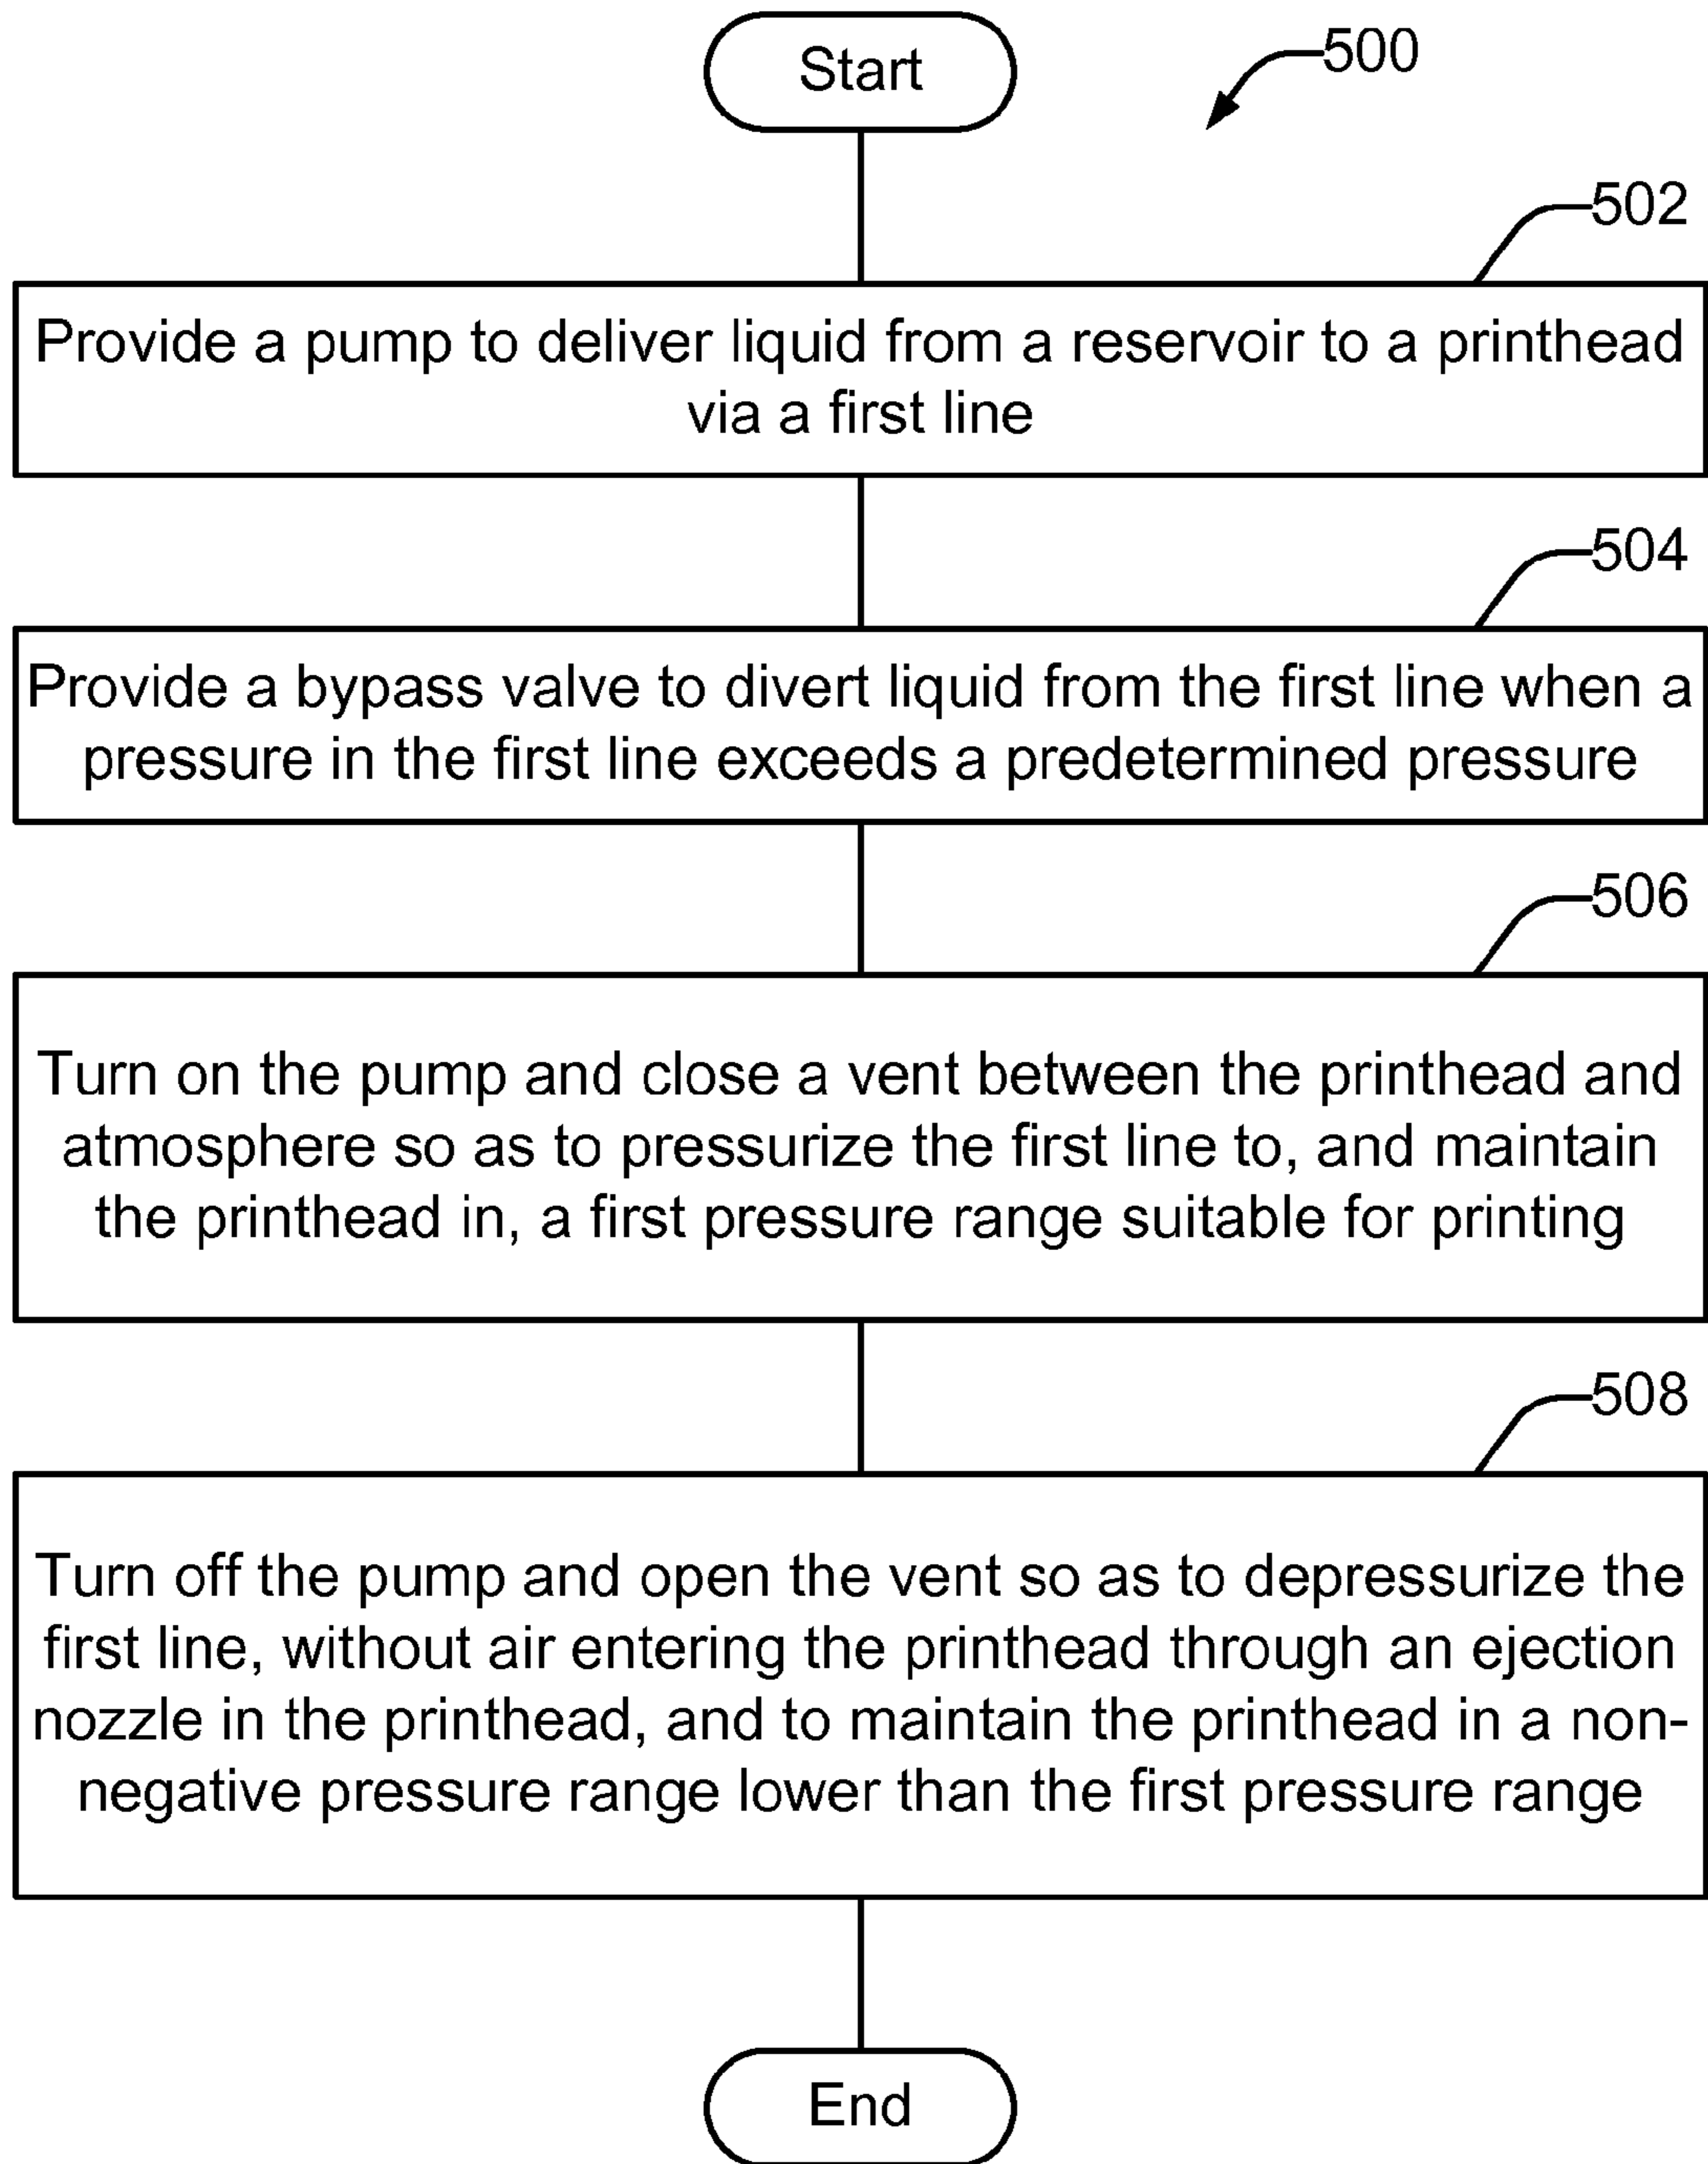 Start
500
502
Provide a pump to deliver liquid from a reservoir to a printhead
via a first line
504
Provide a bypass valve to divert liquid from the first line when a
pressure in the first line exceeds a predetermined pressure
506
Turn on the pump and close a vent between the printhead and
atmosphere so as to pressurize the first line to, and maintain
the printhead in, a first pressure range suitable for printing
508
Turn off the pump and open the vent so as to depressurize the
first line, without air entering the printhead through an ejection
nozzle in the printhead, and to maintain the printhead in a non-
negative pressure range lower than the first pressure range
End